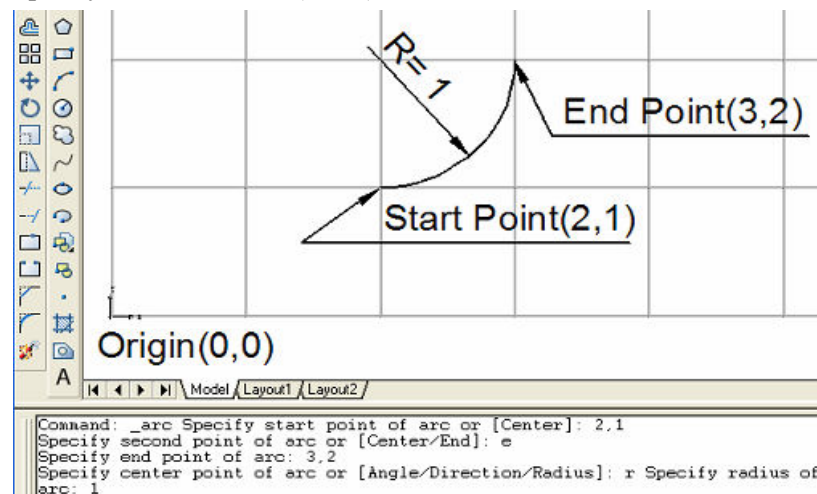 R= 1
End Point(3,2)
Start Point(2,1)
Origin(0,0)
A
Model Layout1 Layout2
Command: _arc Specify start point of arc or [Center]: 2,1
Specify second point of arc or [Center/End]: e
Specify end point of arc: 3,2
Specify center point of arc or [Angle/Direction/Radius]: r Specify radius of
arc: 1